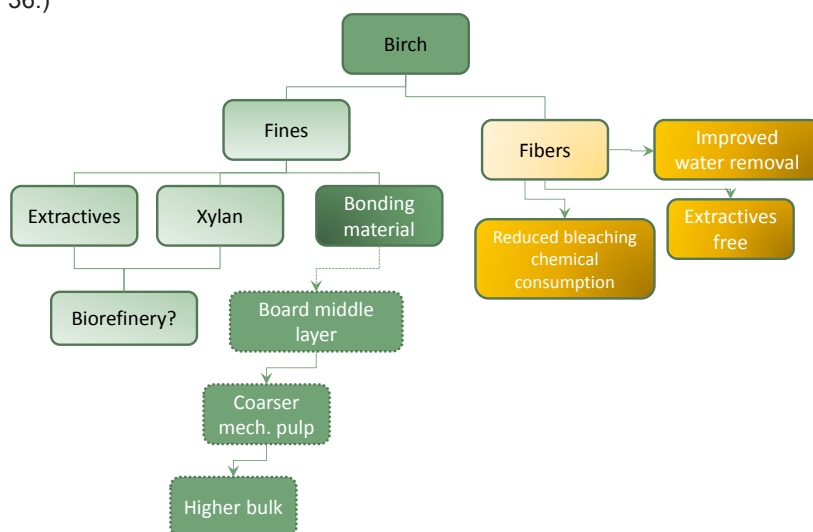 36.)
Birch
Fines
Fibers
Improved
water removal
Extractives
Xylan
Bonding
material
Reduced bleaching
chemical
consumption
Extractives
free
Biorefinery?
Board middle
layer
Coarser
mech. pulp
Higher bulk